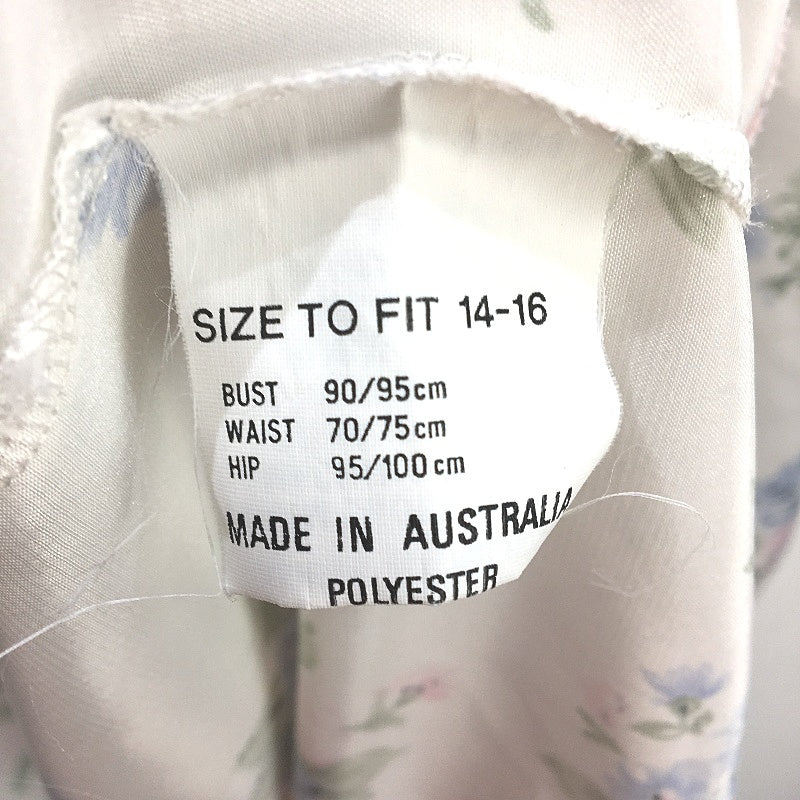 SIZE TO FIT 14-16
BUST 90/95cm
WAIST 70/75cm
HIP 95/100cm
MADE IN AUSTRALIA
POLYESTER